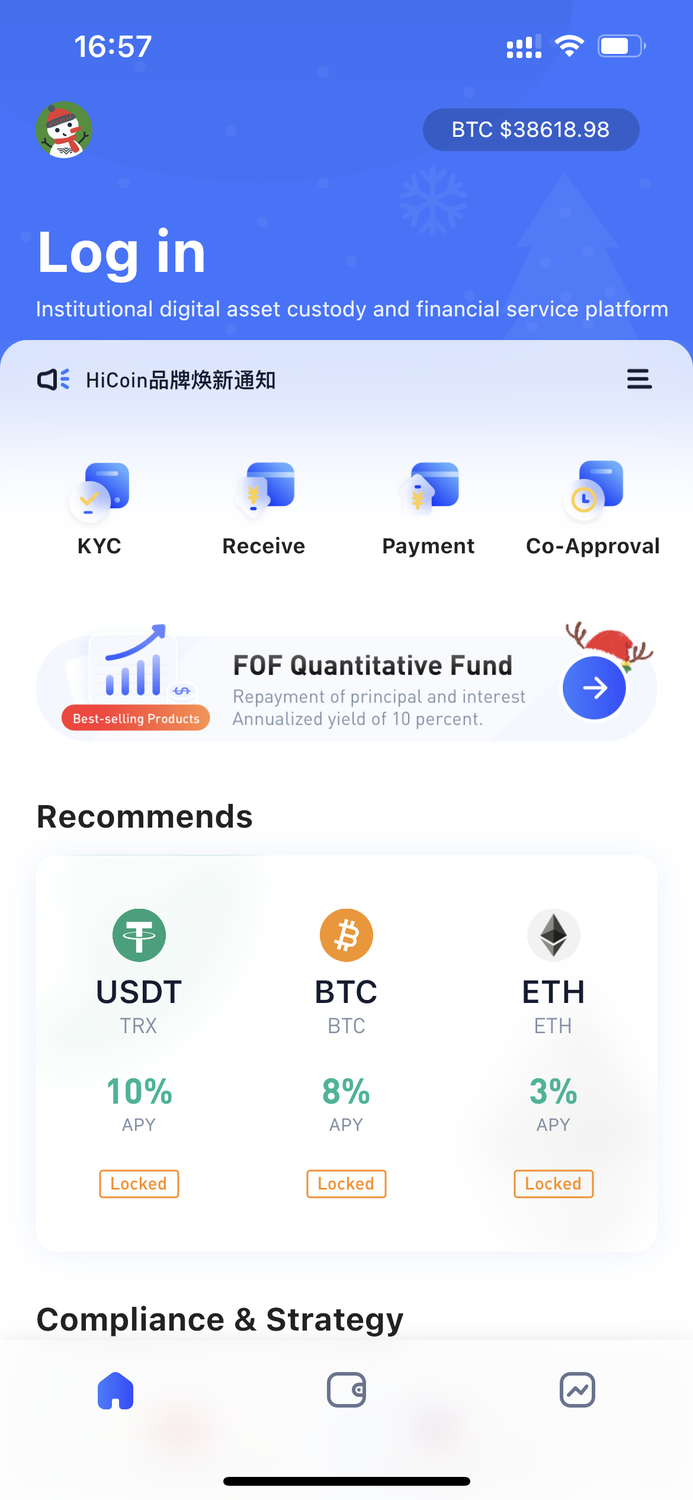 16:57
BTC $38618.98
Log in
Institutional digital asset custody and financial service platform
HiCoin品牌焕新通知
KYC
Receive
Payment
Co-Approval
FOF Quantitative Fund
Repayment of principal and interest
Annualized yield of 10 percent.
Best-selling Products
Recommends
USDT
BTC
ETH
TRX
BTC
ETH
10%
8%
3%
APY
APY
APY
Locked
Locked
Locked
Compliance & Strategy